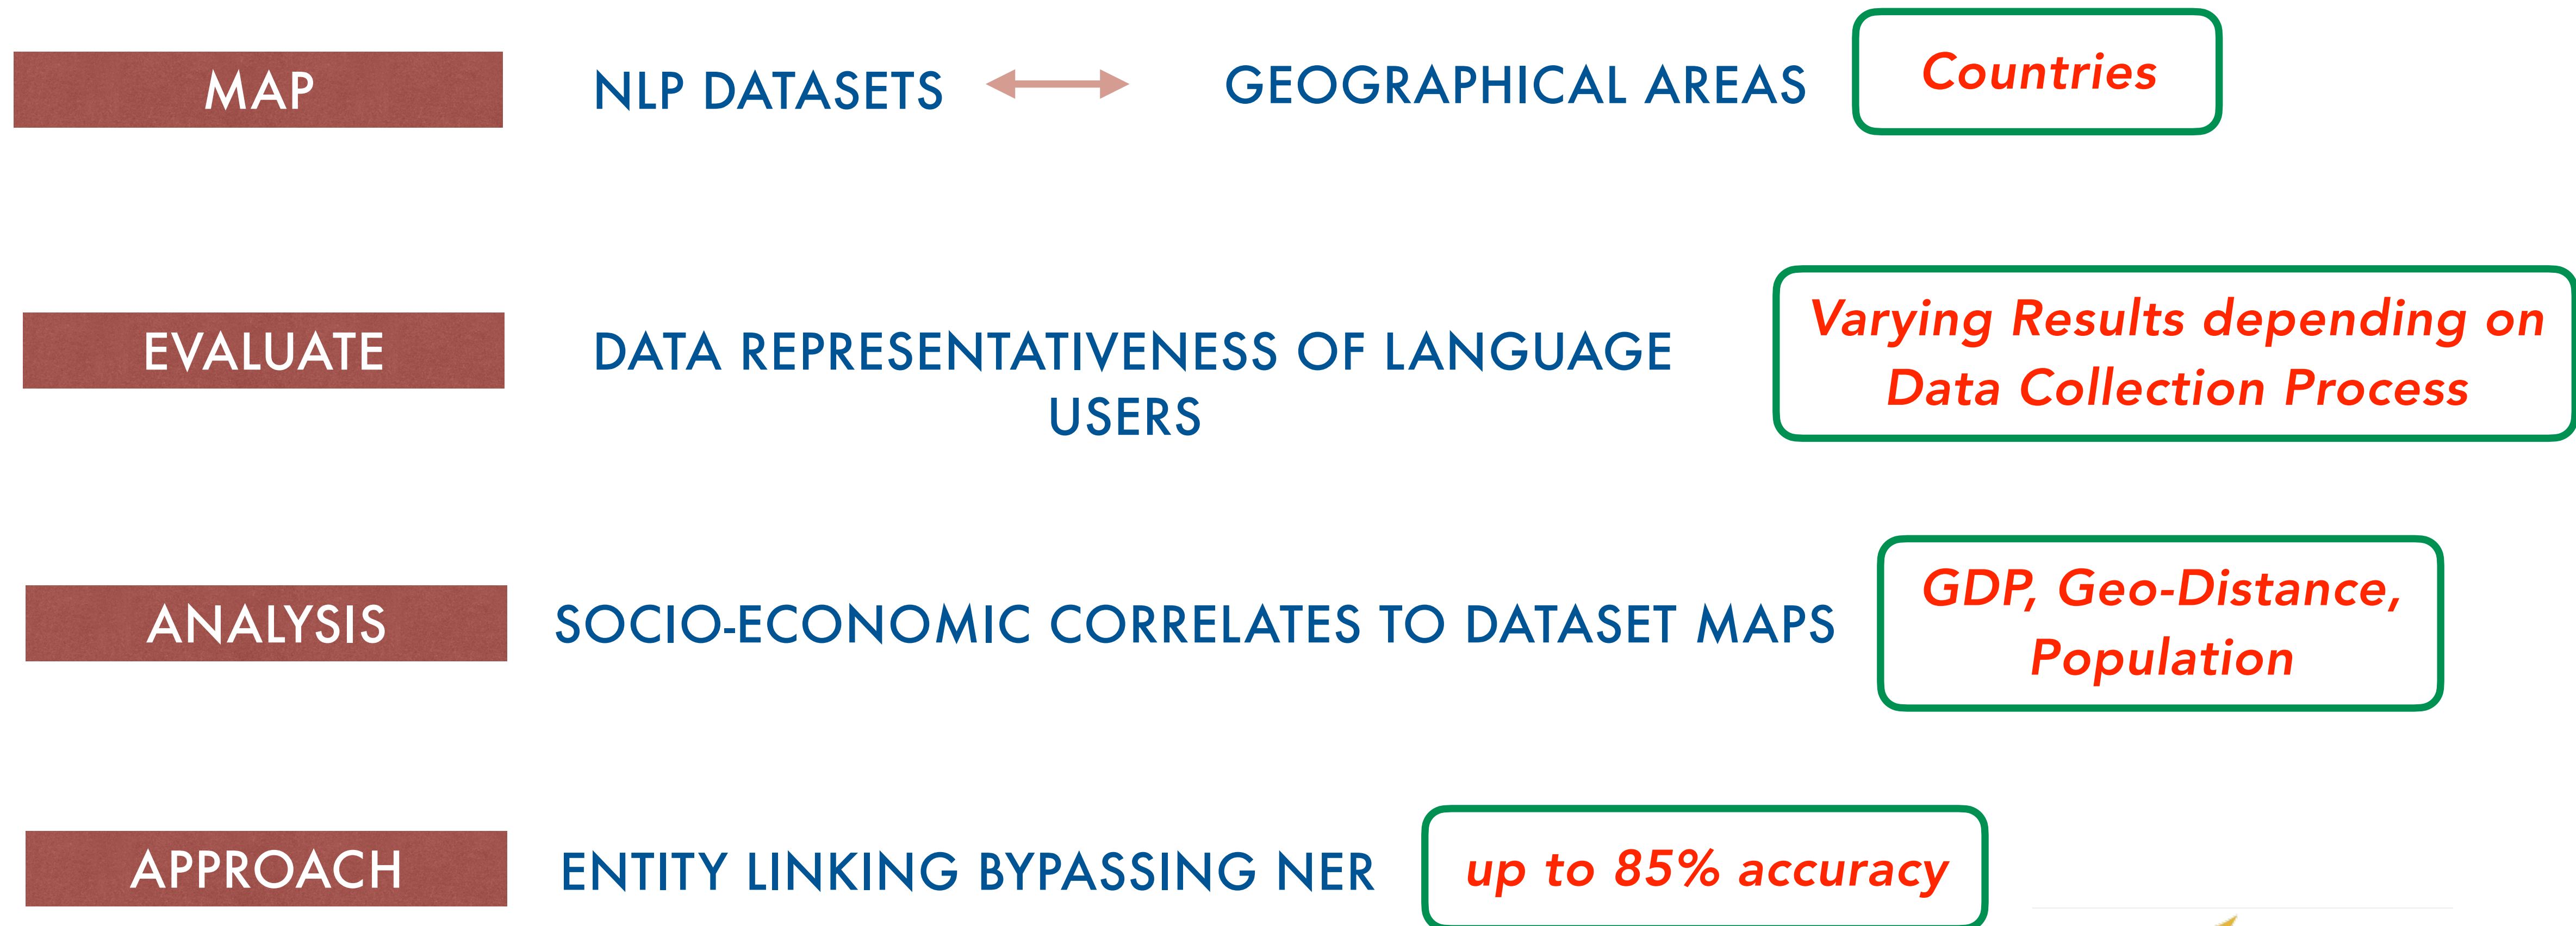 MAP
NLP DATASETS
GEOGRAPHICAL AREAS
Countries
EVALUATE
DATA REPRESENTATIVENESS OF LANGUAGE
USERS
Varying Results depending on
Data Collection Process
ANALYSIS
SOCIO-ECONOMIC CORRELATES TO DATASET MAPS
GDP, Geo-Distance,
Population
APPROACH
ENTITY LINKING BYPASSING NER
up to 85% accuracy